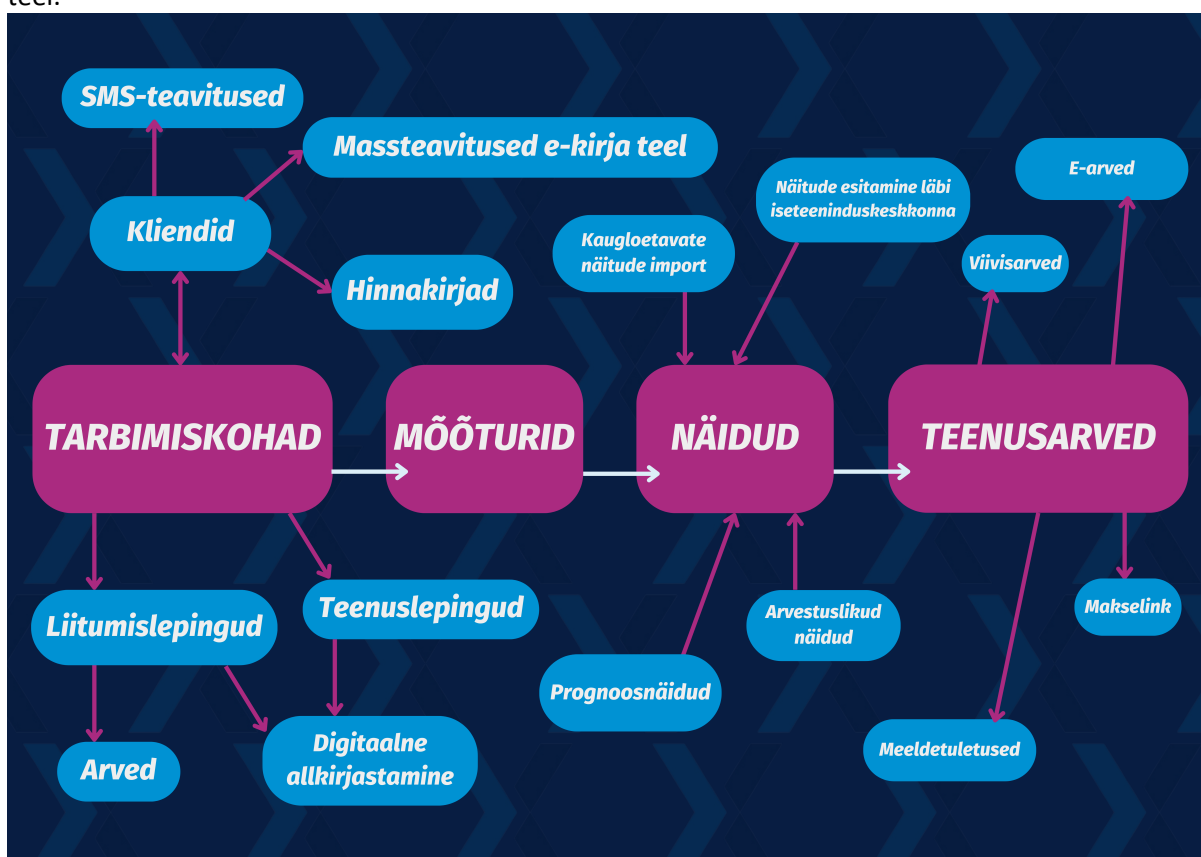 teel.
SMS-teavitused
Massteavitused e-kirja teel
E-arved
Näitude esitamine läbi
iseteeninduskeskkonna
Kliendid
Kaugloetavate
näitude import
Viivisarved
Hinnakirjad
TARBIMISKOHAD
MÕÕTURID
NÄIDUD
TEENUSARVED
Liitumislepingud
Teenuslepingud
Arvestuslikud
näidud
Makselink
Prognoosnäidud
Digitaalne
allkirjastamine
Meeldetuletused
Arved